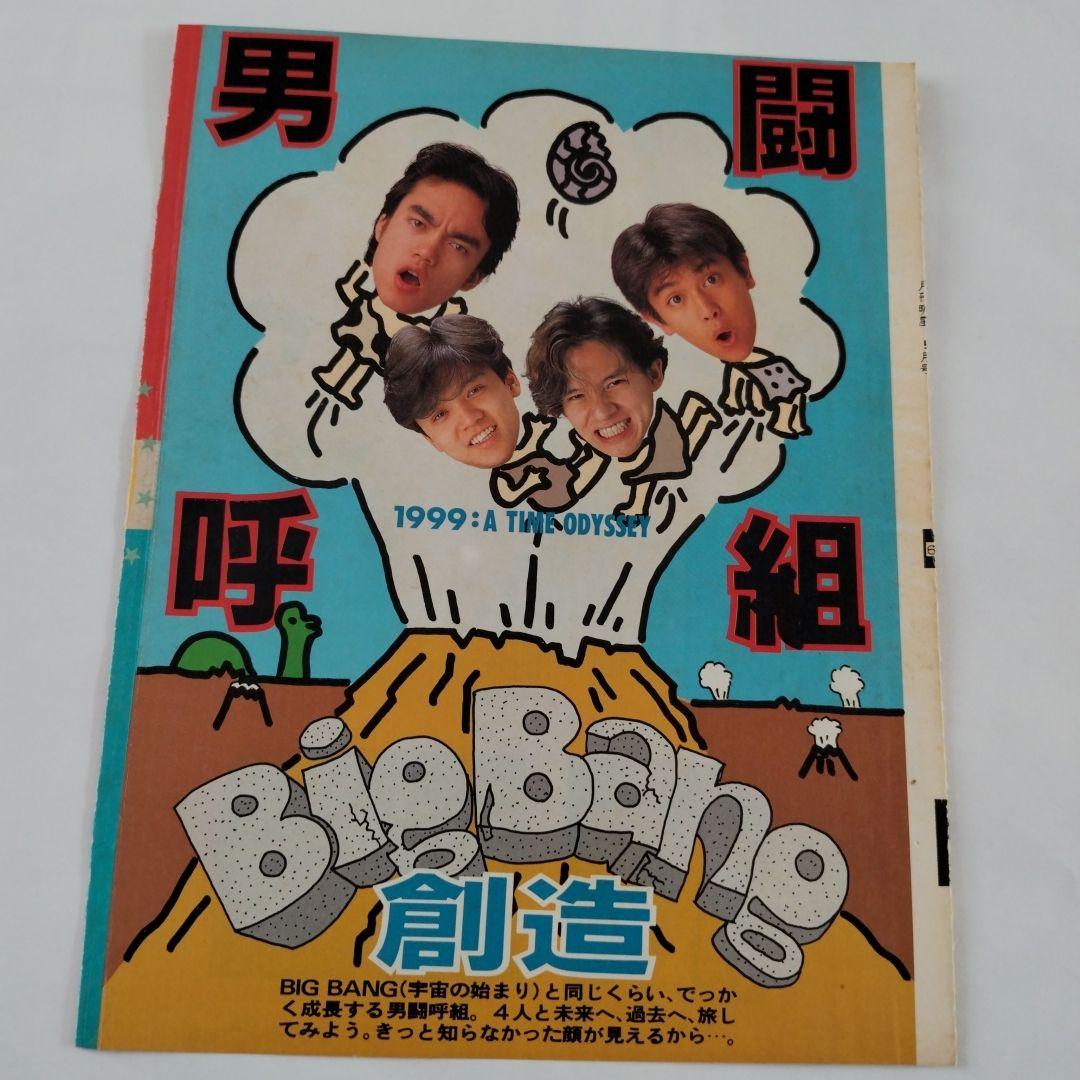 男闘
呼組
1999:A TIME ODYSSEY
Big Bang
創造
BIG BANG(宇宙の始まり)と同じくらい、でっか
く成長する男闘呼組。4人と未来へ、過去へ、旅し
てみよう。きっと知らなかった顔が見えるから…。